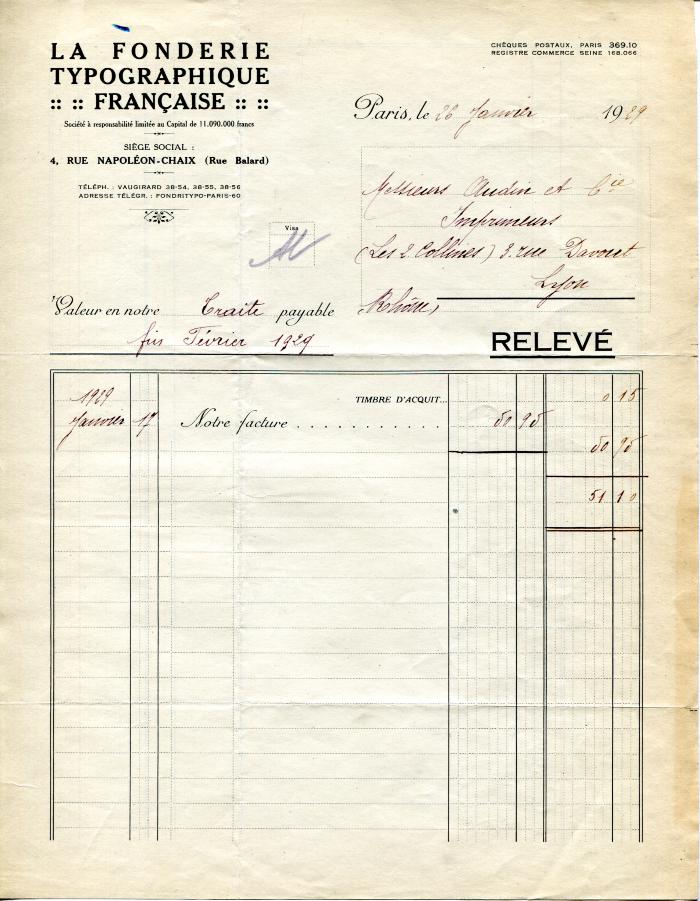 LA FONDERIE
TYPOGRAPHIQUE
:: :: FRANÇAISE :: ::
Société à responsabilité limitée au Capital de 11.090.000 francs
SIÈGE SOCIAL :
4, RUE NAPOLÉON-CHAIX (Rue Balard)
TÉLÉPH. : VAUGIRARD 38-54, 38-55, 38-56
ADRESSE TÉLÉGR. : FONDRITYPO-PARIS-60
CHÈQUES POSTAUX, PARIS 369.10
REGISTRE COMMERCE SEINE 168.066
Paris, le 26 Janvier 1929
Messieurs Audin et Cie
Imprimeurs
(Les 2 Collines) 3. rue Davout
Lyon
(Rhône)
Visa
Valeur en notre Traite payable
fin Février 1929
RELEVÉ
1929
TIMBRE D'ACQUIT... 0 15
Janvier 17 Notre facture . . . . . . . . . . . 50 95
50 95
51 10